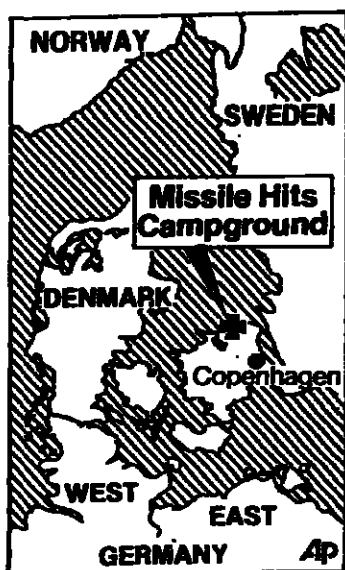 NORWAY
SWEDEN
Missile Hits
Campground
DENMARK
Copenhagen
WEST
EAST
GERMANY
Ap